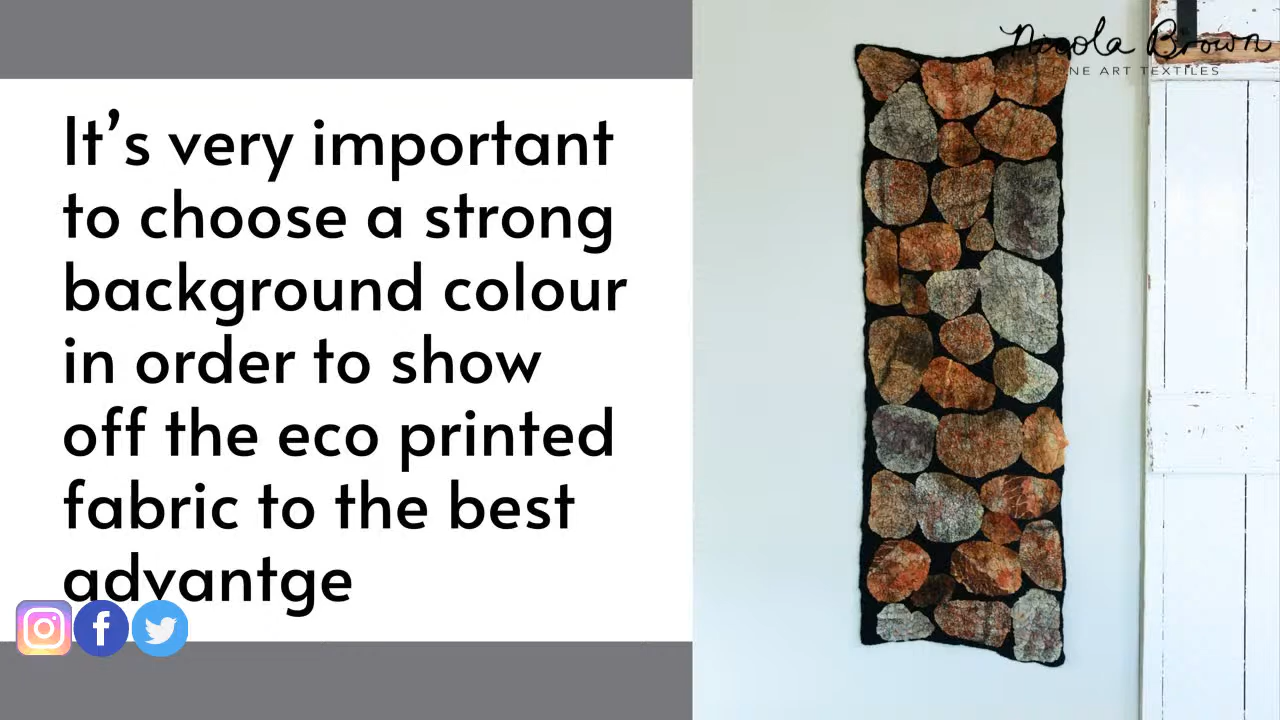 It's very important
to choose a strong
background colour
in order to show
off the eco printed
fabric to the best
advantge
Nicola Brown
FINE ART TEXTILES